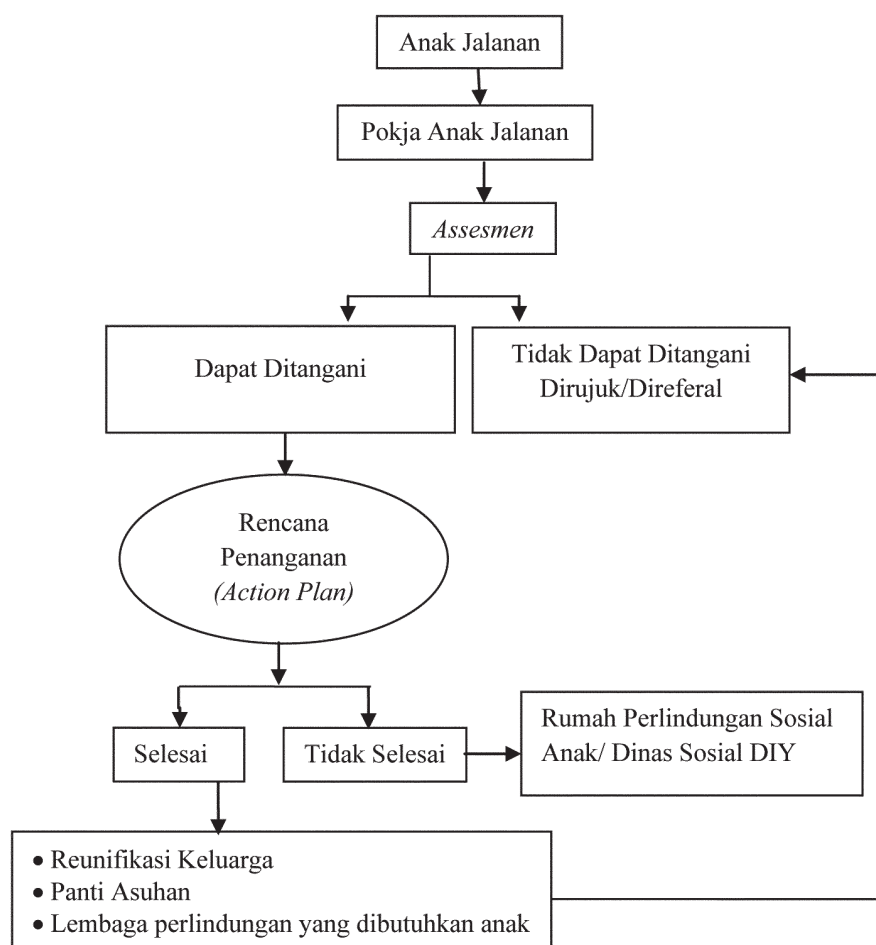 Anak Jalanan
Pokja Anak Jalanan
Assesmen
Dapat Ditangani
Tidak Dapat Ditangani
Dirujuk/Direferal
Rencana
Penanganan
(Action Plan)
Selesai
Tidak Selesai
Rumah Perlindungan Sosial
Anak/ Dinas Sosial DIY
• Reunifikasi Keluarga
• Panti Asuhan
• Lembaga perlindungan yang dibutuhkan anak